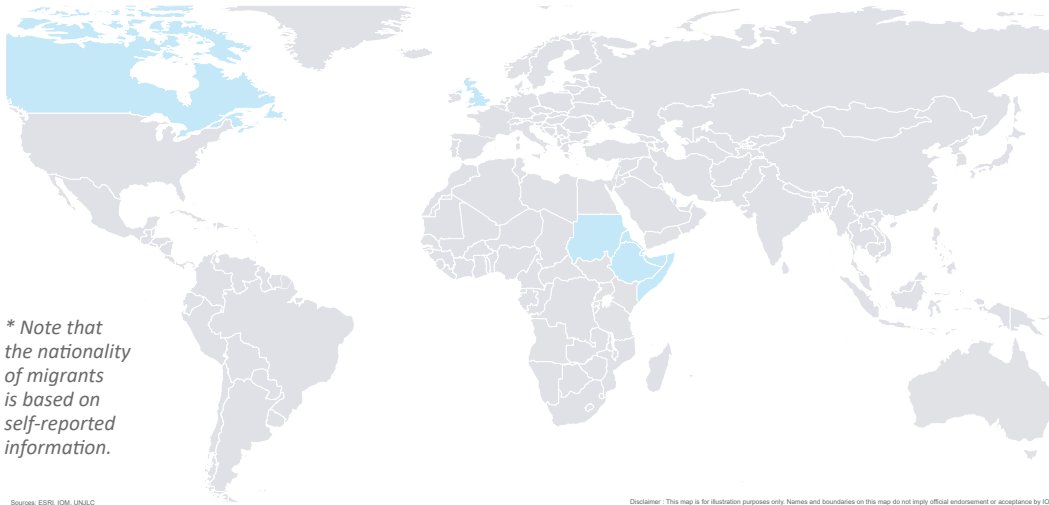 * Note that
the nationality
of migrants
is based on
self-reported
information.
Sources: ESRI, IOM, UNJLC
Disclaimer : This map is for illustration purposes only. Names and boundaries on this map do not imply official endorsement or acceptance by IO